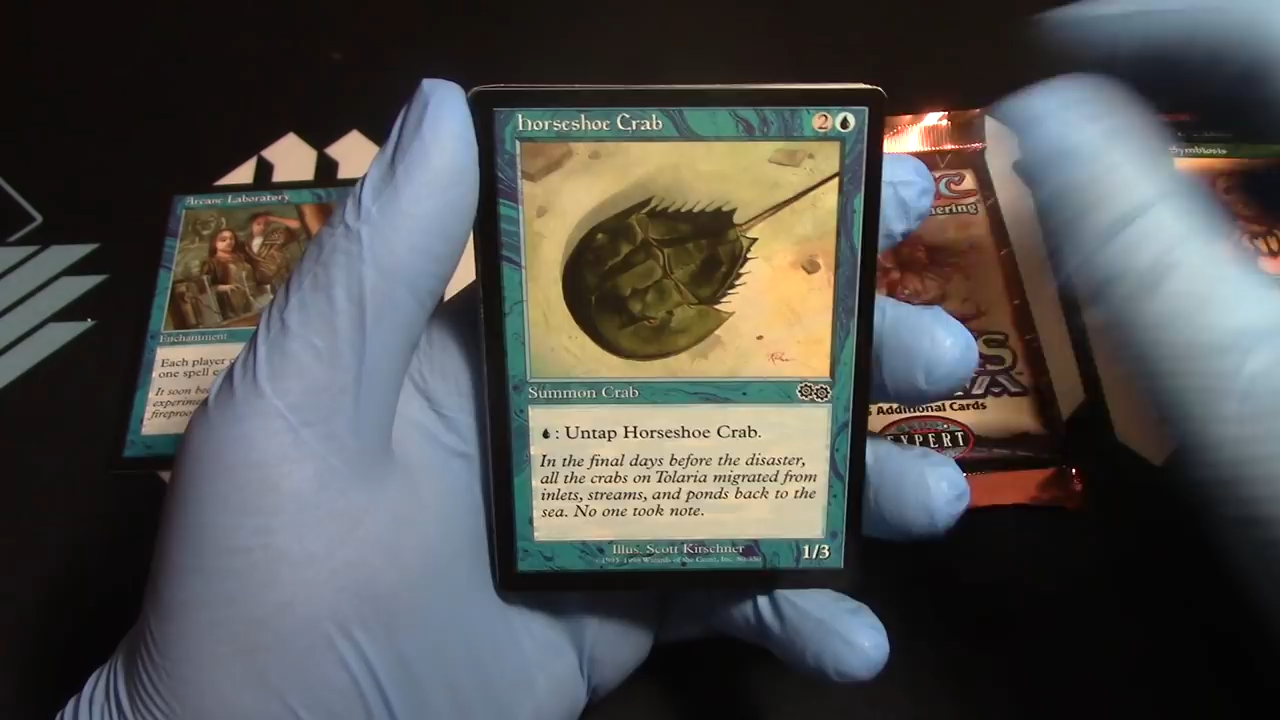 Horseshoe Crab
2
Summon Crab
: Untap Horseshoe Crab.
In the final days before the disaster,
all the crabs on Tolaria migrated from
inlets, streams, and ponds back to the
sea. No one took note.
Illus. Scott Kirschner
1/3
Arcane Laboratory
Enchantment
Each player
one spell
It soon
fireproo
Additional Cards
EXPERT
Symbiosis